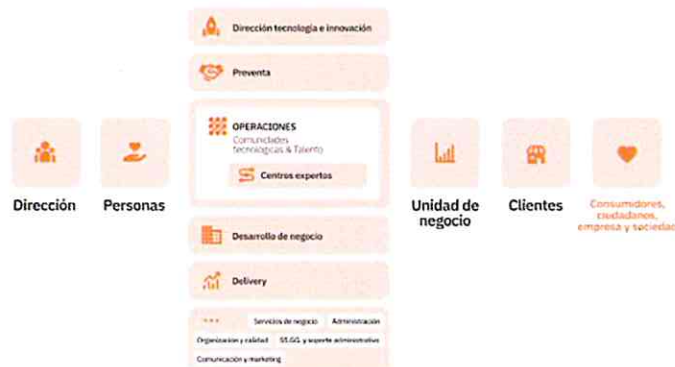 Dirección tecnología e innovación
Preventa
OPERACIONES
Comunidades
tecnológicas & Talento
Centros expertos
Dirección
Personas
Unidad de
negocio
Clientes
Consumidores,
ciudadanos,
empresa y sociedad
Desarrollo de negocio
Delivery
Servicios de negocio
Administración
Organización y calidad
SS.GG. y soporte administrativo
Comunicación y marketing